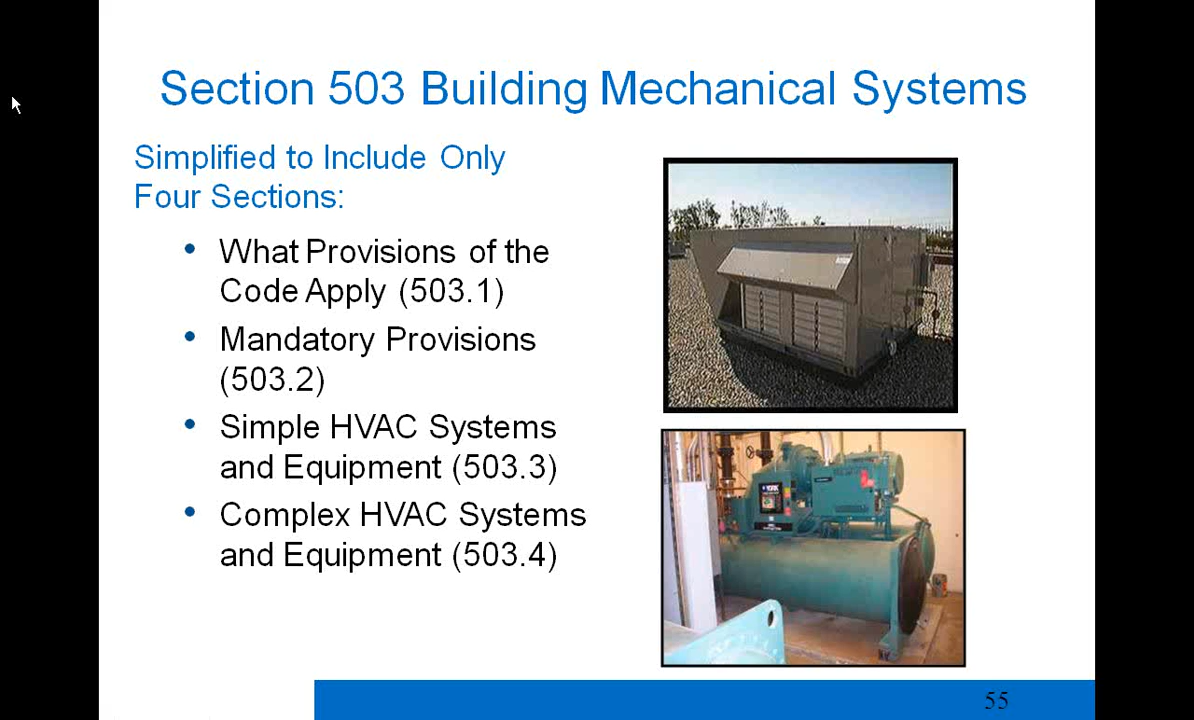 Section 503 Building Mechanical Systems
Simplified to Include Only
Four Sections:
• What Provisions of the
Code Apply (503.1)
• Mandatory Provisions
(503.2)
• Simple HVAC Systems
and Equipment (503.3)
• Complex HVAC Systems
and Equipment (503.4)
YORK
55